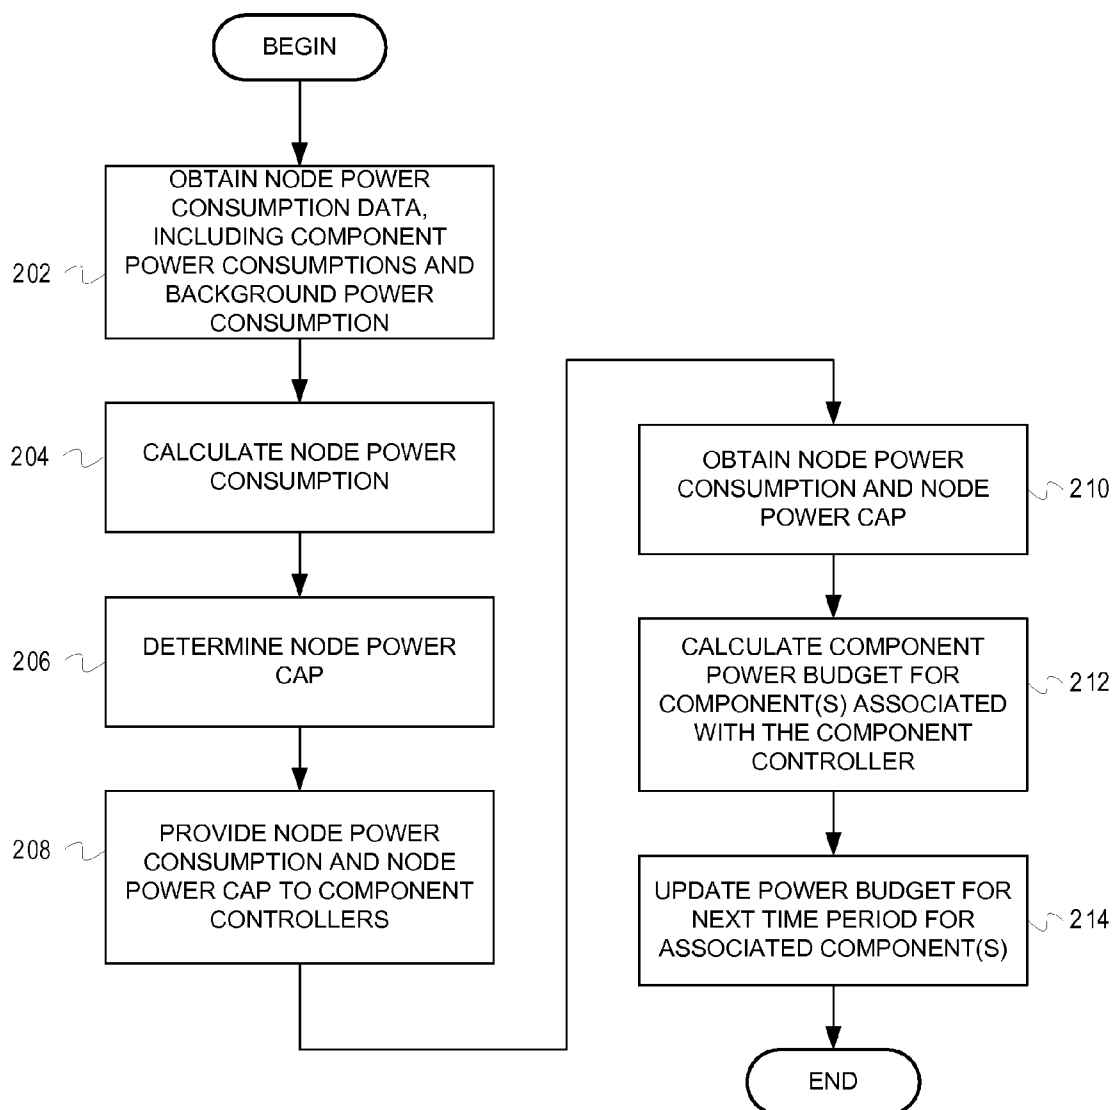 BEGIN
OBTAIN NODE POWER
CONSUMPTION DATA,
INCLUDING COMPONENT
POWER CONSUMPTIONS AND
BACKGROUND POWER
CONSUMPTION
202
CALCULATE NODE POWER
CONSUMPTION
204
DETERMINE NODE POWER
CAP
206
PROVIDE NODE POWER
CONSUMPTION AND NODE
POWER CAP TO COMPONENT
CONTROLLERS
208
OBTAIN NODE POWER
CONSUMPTION AND NODE
POWER CAP
210
CALCULATE COMPONENT
POWER BUDGET FOR
COMPONENT(S) ASSOCIATED
WITH THE COMPONENT
CONTROLLER
212
UPDATE POWER BUDGET FOR
NEXT TIME PERIOD FOR
ASSOCIATED COMPONENT(S)
214
END